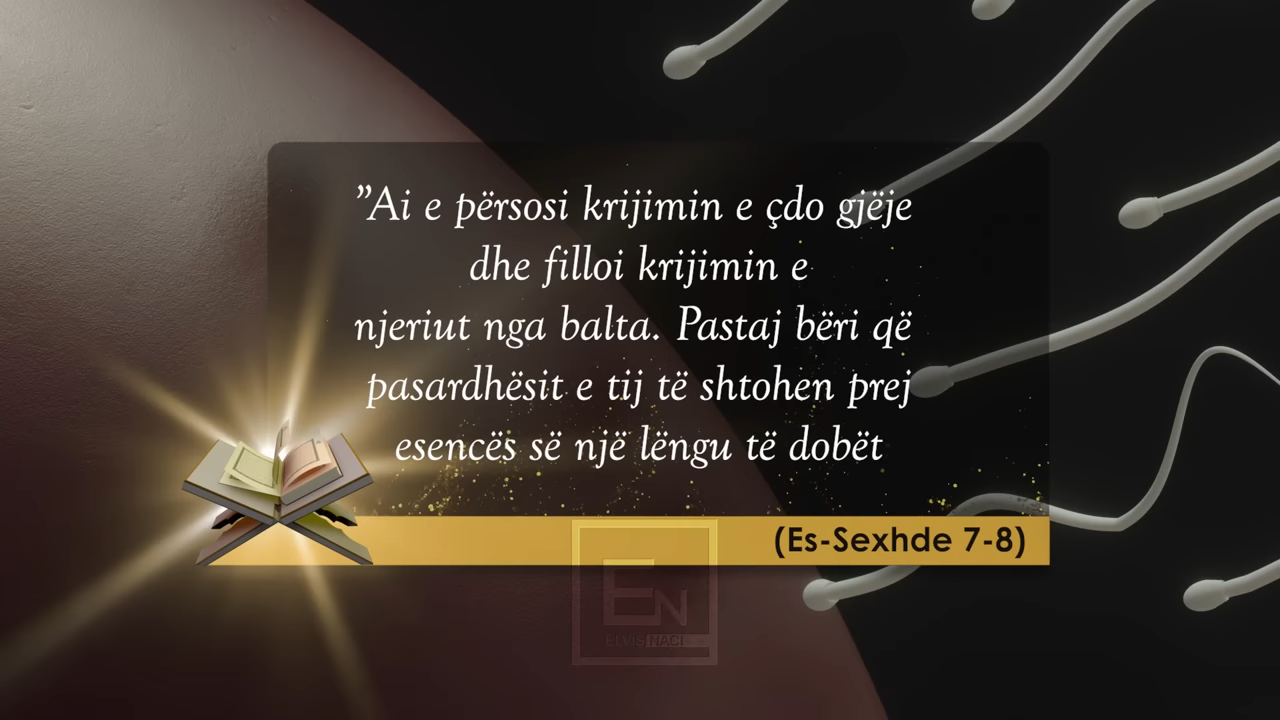 ”Ai e përsosi krijimin e çdo gjëje
dhe filloi krijimin e
njeriut nga balta. Pastaj bëri që
pasardhësit e tij të shtohen prej
esencës së një lëngu të dobët
(Es-Sexhde 7-8)
EN
ELVIS NACI